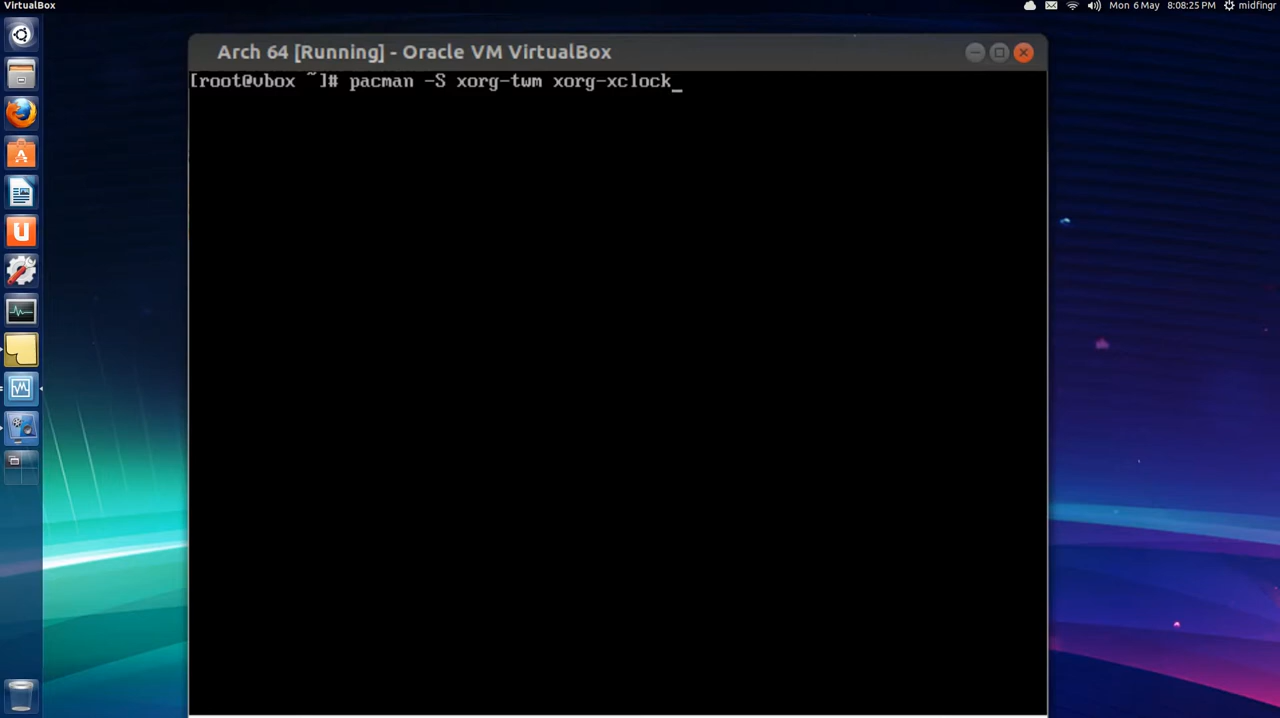 VirtualBox
Mon 6 May 8:08:25 PM midfingr
Arch 64 [Running] - Oracle VM VirtualBox
[root@vbox ~]# pacman -S xorg-twm xorg-xclock_